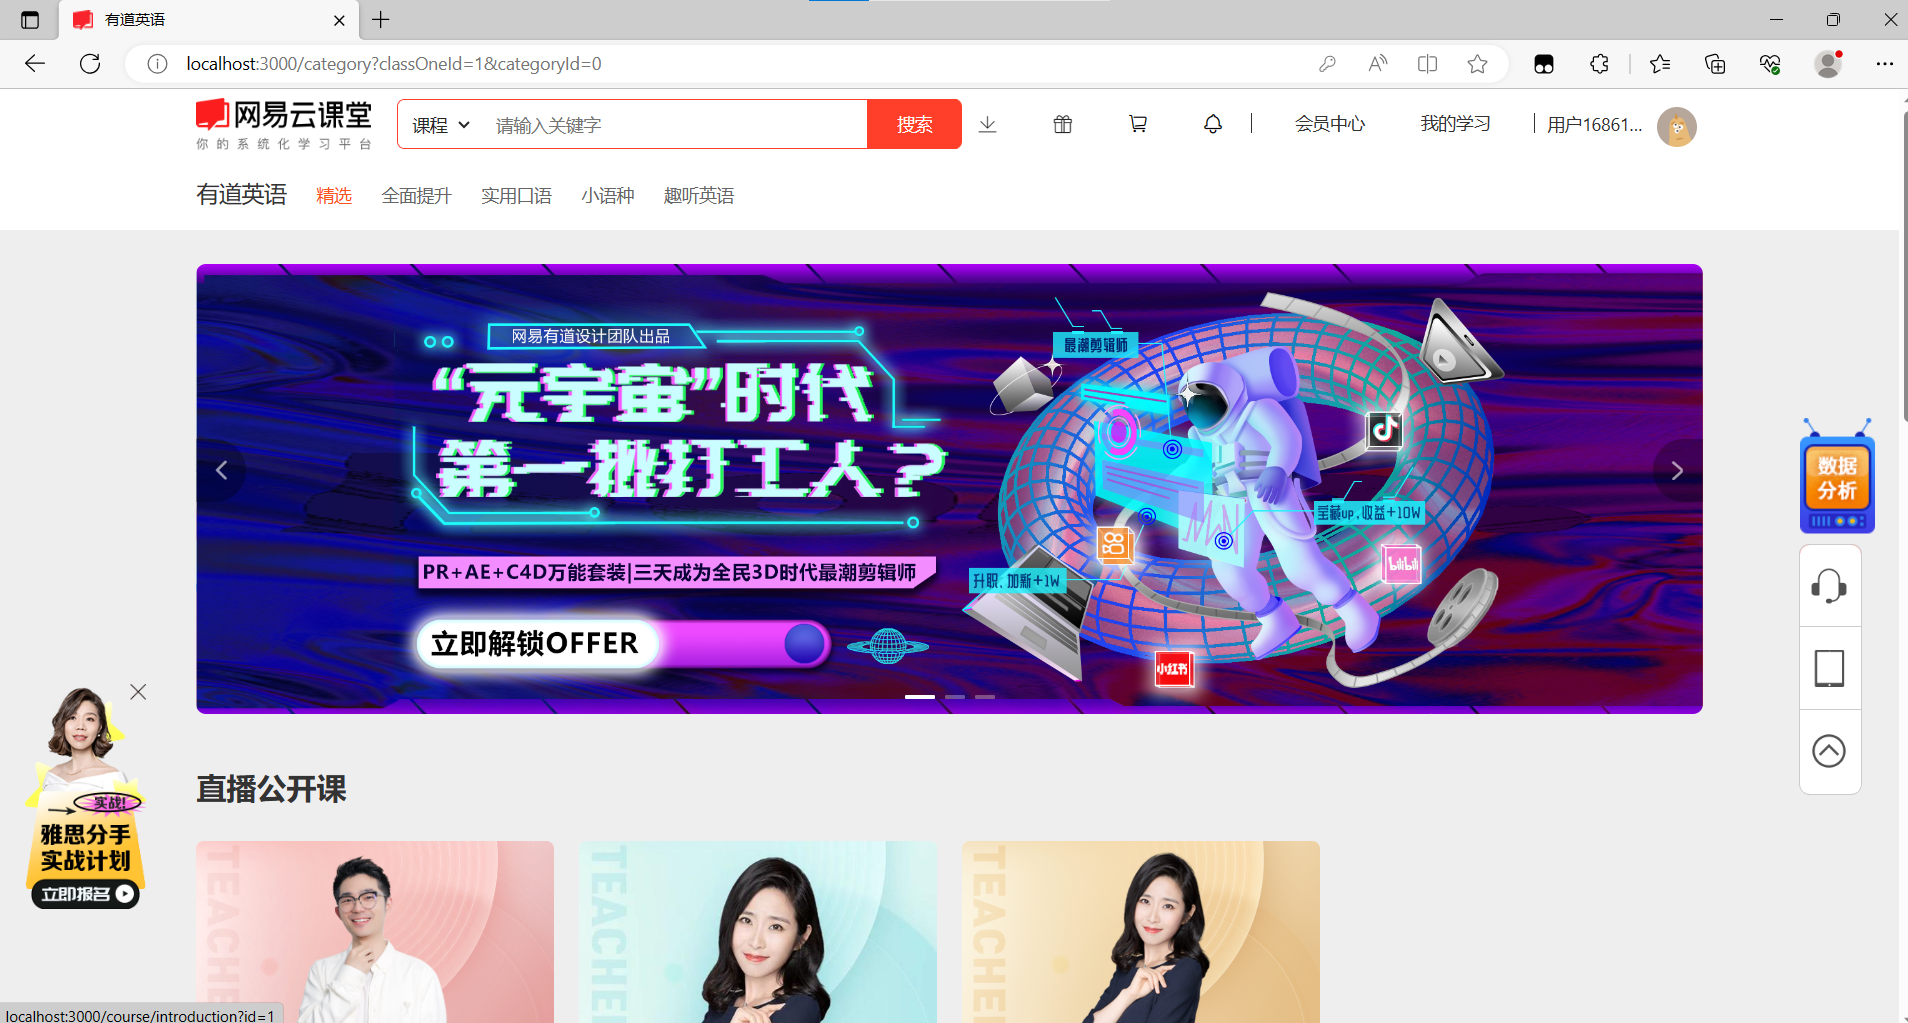 有道英语
localhost:3000/category?classOneId=1&categoryId=0
网易云课堂
你的系统化学习平台
课程
请输入关键字
搜索
会员中心
我的学习
用户16861...
有道英语
精选
全面提升
实用口语
小语种
趣听英语
网易有道设计团队出品
“元宇宙”时代
第一批打工人？
PR+AE+C4D万能套装|三天成为全民3D时代最潮剪辑师
立即解锁OFFER
最潮剪辑师
宝藏up,收益+10W
升职,加薪+1W
bilibili
小红书
数据
分析
实战!
雅思分手
实战计划
立即报名
直播公开课
TEACHE
TEACHE
TEACHE
localhost:3000/course/introduction?id=1